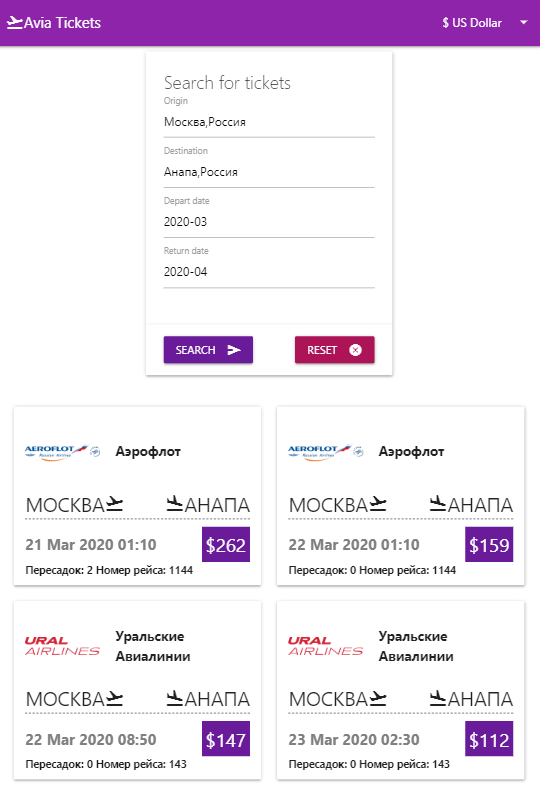 Avia Tickets
$ US Dollar
Search for tickets
Origin
Москва,Россия
Destination
Анапа,Россия
Depart date
2020-03
Return date
2020-04
SEARCH
RESET
AEROFLOT
Russian Airlines
Аэрофлот
МОСКВА
АНАПА
21 Mar 2020 01:10
$262
Пересадок: 2 Номер рейса: 1144
AEROFLOT
Russian Airlines
Аэрофлот
МОСКВА
АНАПА
22 Mar 2020 01:10
$159
Пересадок: 0 Номер рейса: 1144
URAL
AIRLINES
Уральские
Авиалинии
МОСКВА
АНАПА
22 Mar 2020 08:50
$147
Пересадок: 0 Номер рейса: 143
URAL
AIRLINES
Уральские
Авиалинии
МОСКВА
АНАПА
23 Mar 2020 02:30
$112
Пересадок: 0 Номер рейса: 143